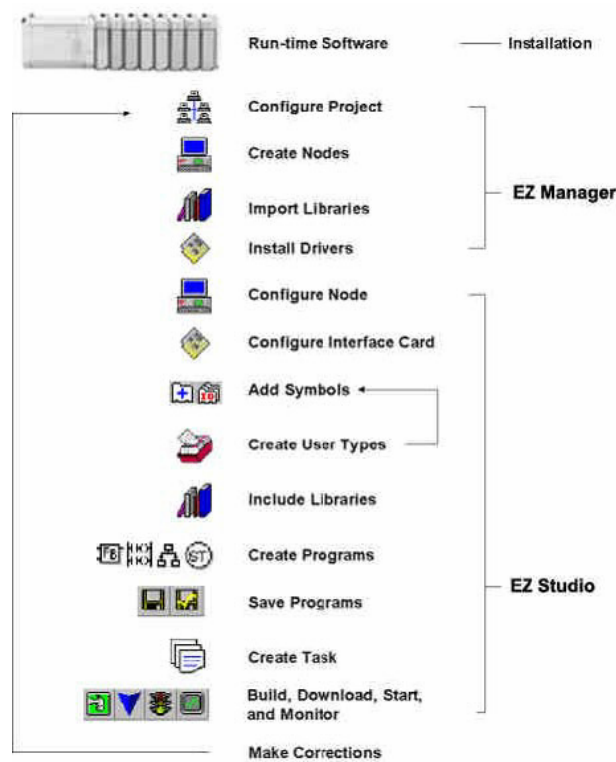 Run-time Software
Installation
Configure Project
Create Nodes
Import Libraries
EZ Manager
Install Drivers
Configure Node
Configure Interface Card
Add Symbols
Create User Types
Include Libraries
FB ST
Create Programs
EZ Studio
Save Programs
Create Task
Build, Download, Start,
and Monitor
Make Corrections